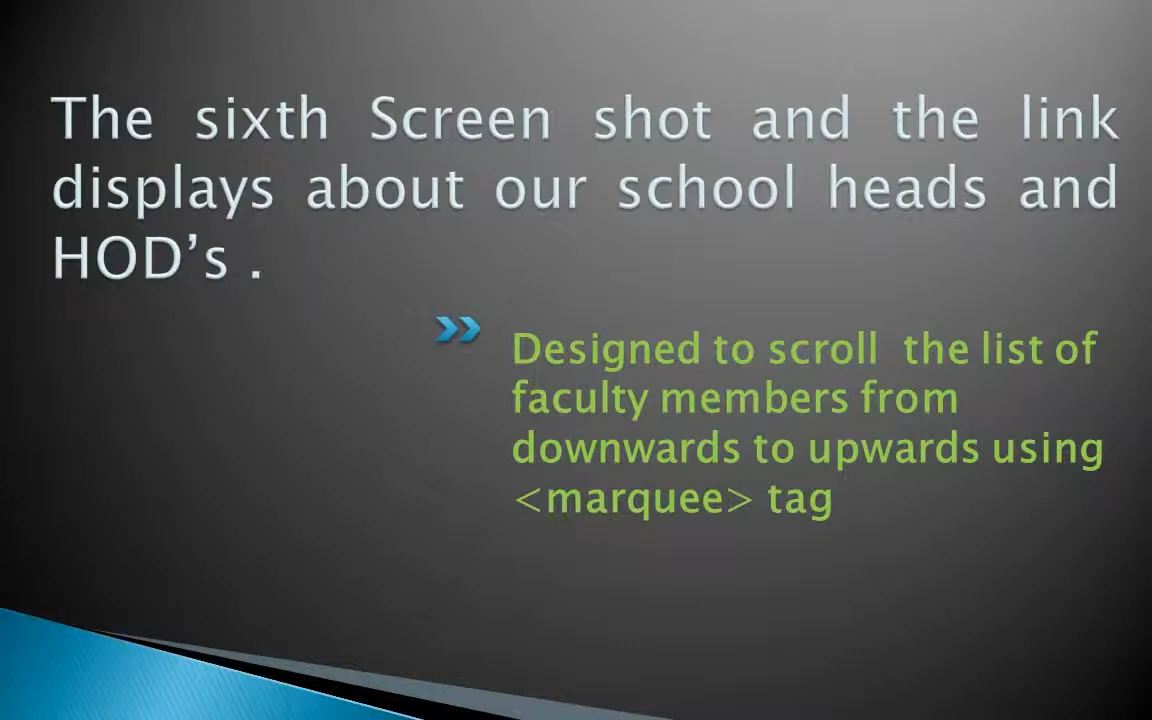 The sixth Screen shot and the link
displays about our school heads and
HOD’s .
Designed to scroll  the list of
faculty members from
downwards to upwards using
<marquee> tag